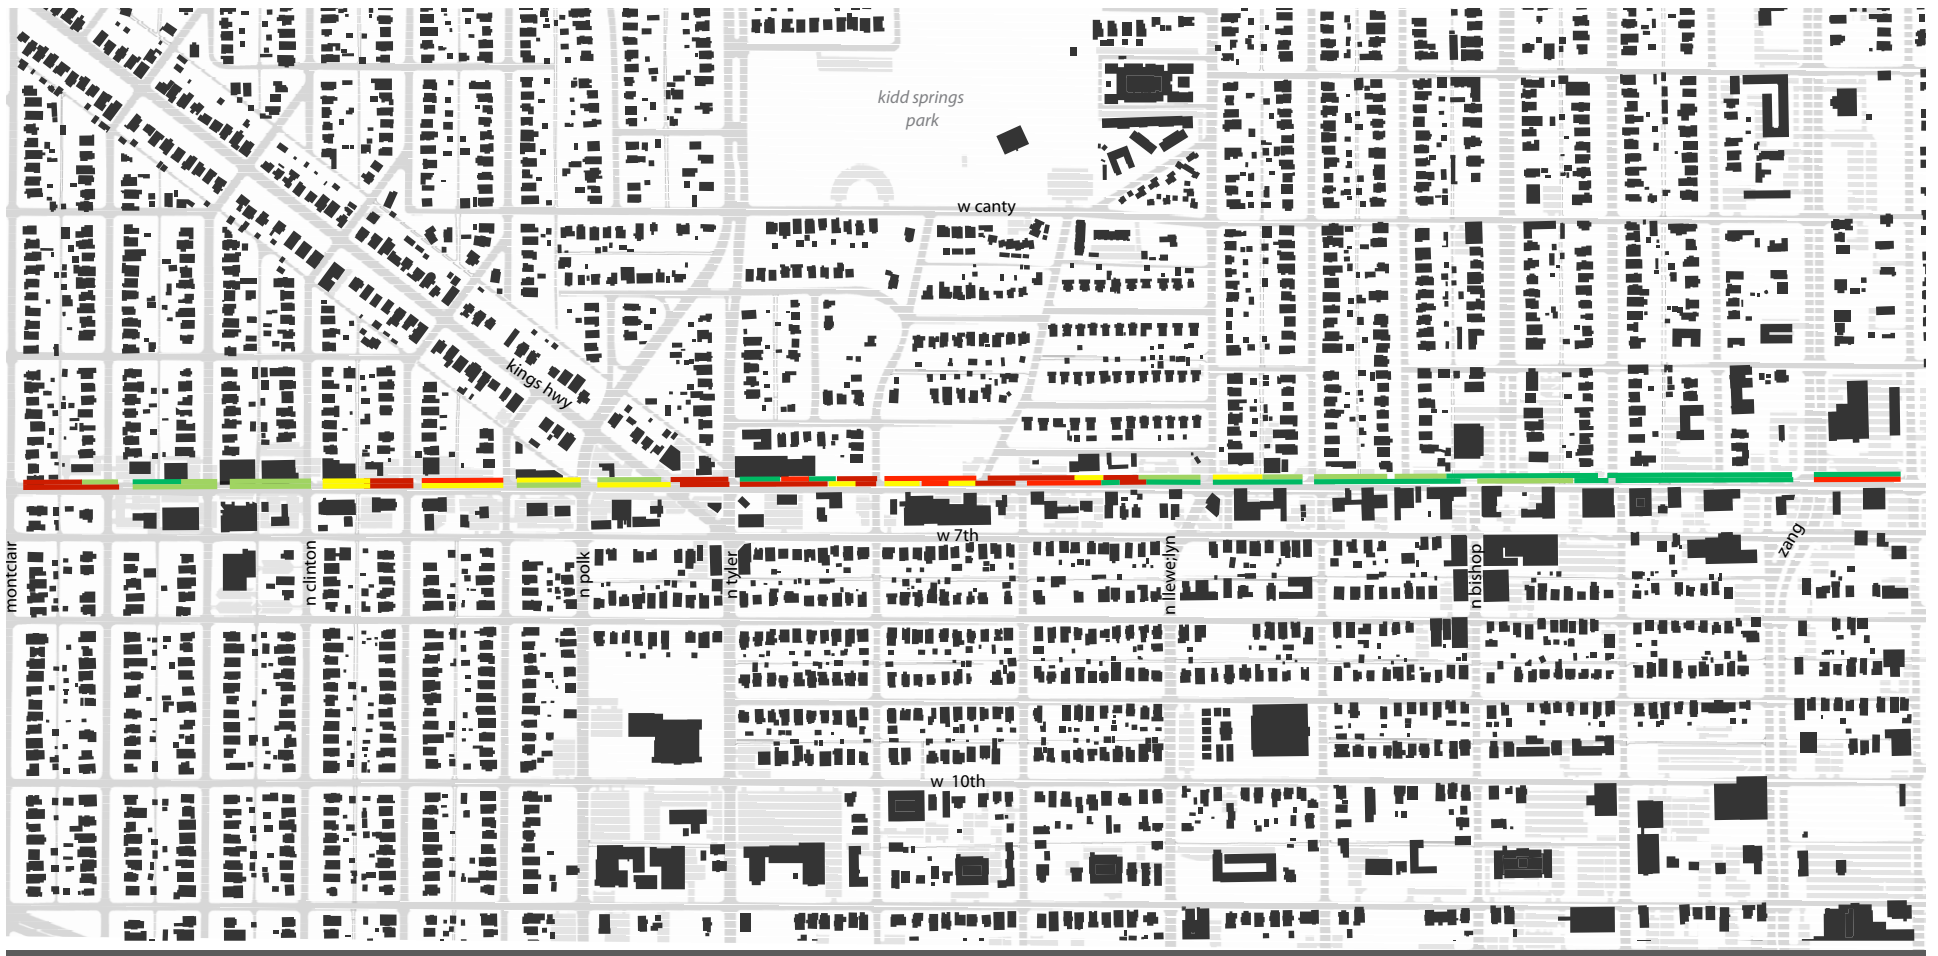 kidd springs
park
w canty
kings hwy
w 7th
montclair
n clinton
n polk
n tyler
n llewelyn
n bishop
zang
w 10th